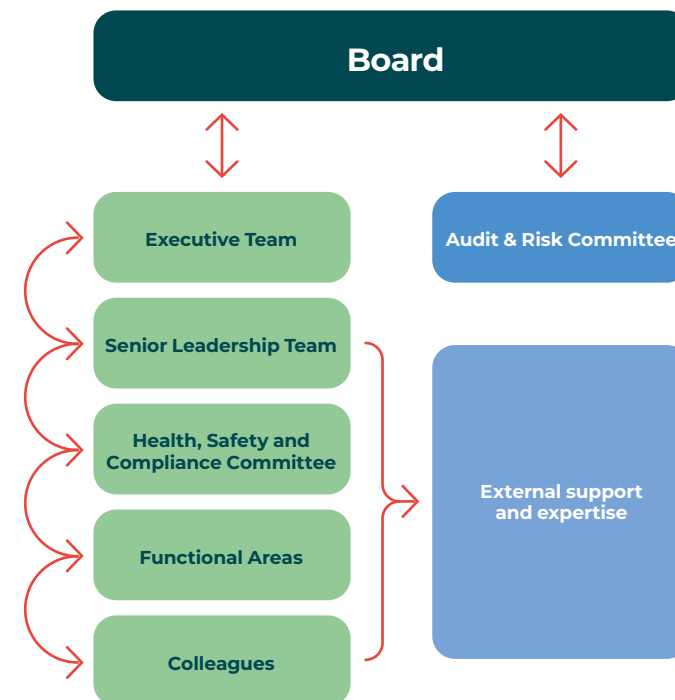 Board
Executive Team
Audit & Risk Committee
Senior Leadership Team
Health, Safety and
Compliance Committee
External support
and expertise
Functional Areas
Colleagues